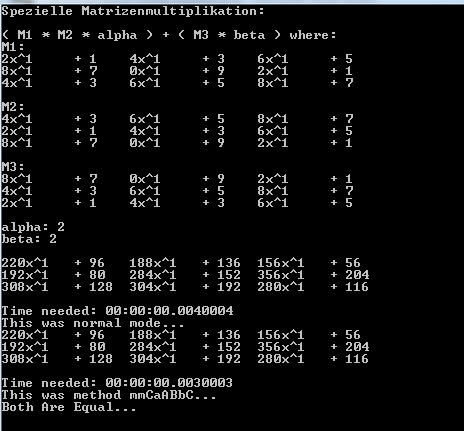 Spezielle Matrizenmultiplikation:
( M1 * M2 * alpha ) + ( M3 * beta ) where:
M1:
2x^1 + 1 4x^1 + 3 6x^1 + 5
8x^1 + 7 0x^1 + 9 2x^1 + 1
4x^1 + 3 6x^1 + 5 8x^1 + 7
M2:
4x^1 + 3 6x^1 + 5 8x^1 + 7
2x^1 + 1 4x^1 + 3 6x^1 + 5
8x^1 + 7 0x^1 + 9 2x^1 + 1
M3:
8x^1 + 7 0x^1 + 9 2x^1 + 1
4x^1 + 3 6x^1 + 5 8x^1 + 7
2x^1 + 1 4x^1 + 3 6x^1 + 5
alpha: 2
beta: 2
220x^1 + 96 188x^1 + 136 156x^1 + 56
192x^1 + 80 284x^1 + 152 356x^1 + 204
308x^1 + 128 304x^1 + 192 280x^1 + 116
Time needed: 00:00:00.0040004
This was normal mode...
220x^1 + 96 188x^1 + 136 156x^1 + 56
192x^1 + 80 284x^1 + 152 356x^1 + 204
308x^1 + 128 304x^1 + 192 280x^1 + 116
Time needed: 00:00:00.0030003
This was method mmCaABbC...
Both Are Equal...